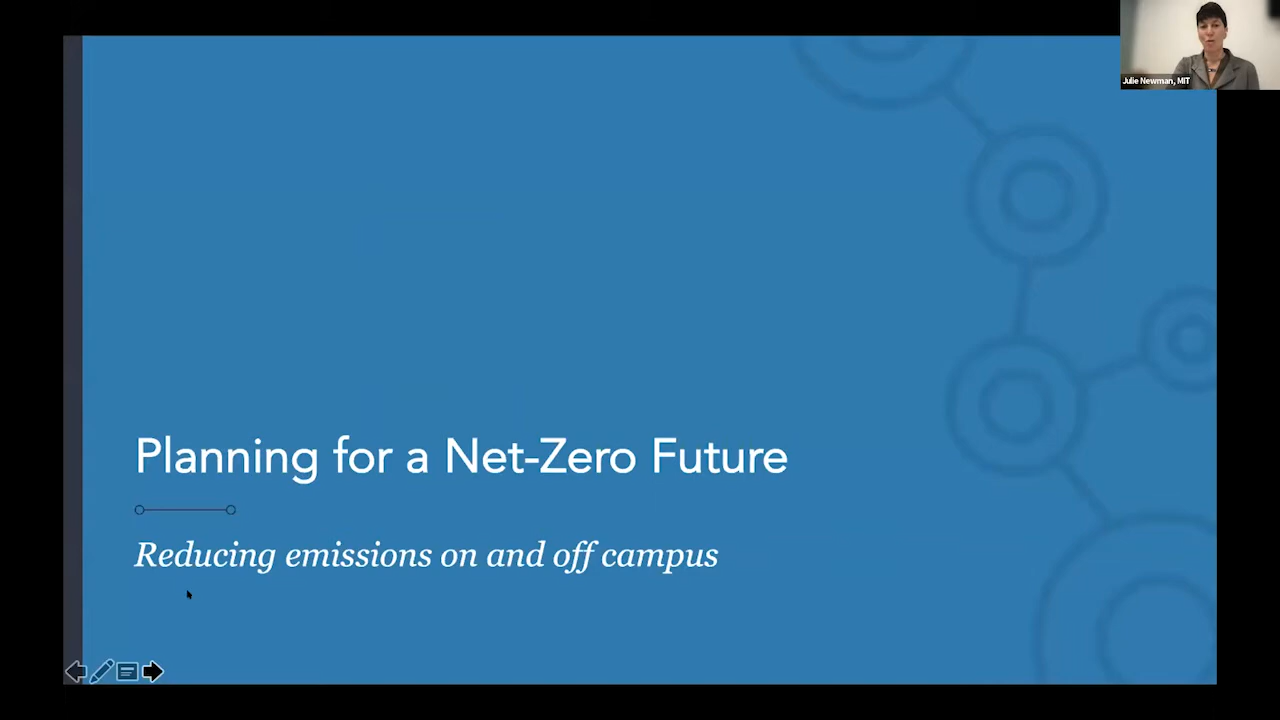 Julie Newman, MIT
Planning for a Net-Zero Future
Reducing emissions on and off campus